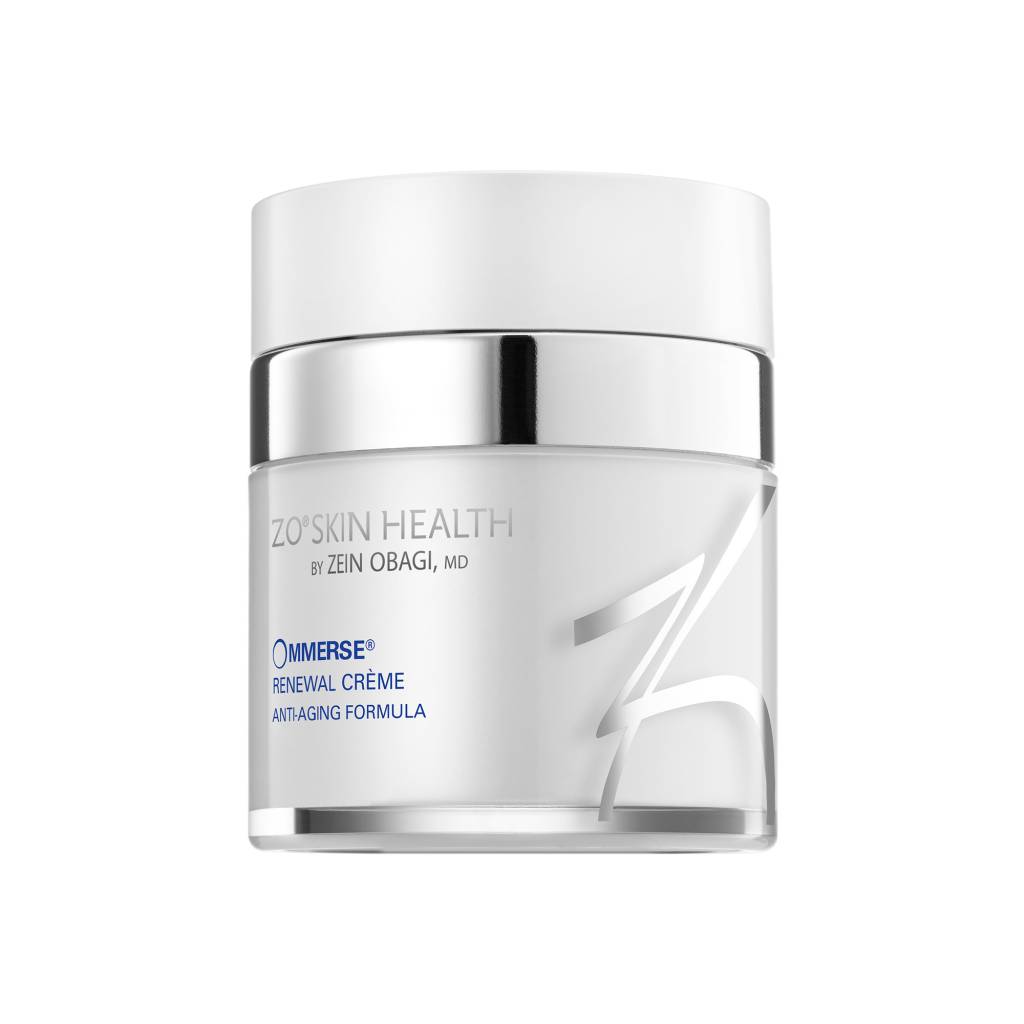 ZO® SKIN HEALTH
BY ZEIN OBAGI, MD
OMMERSE®
RENEWAL CRÈME
ANTI-AGING FORMULA